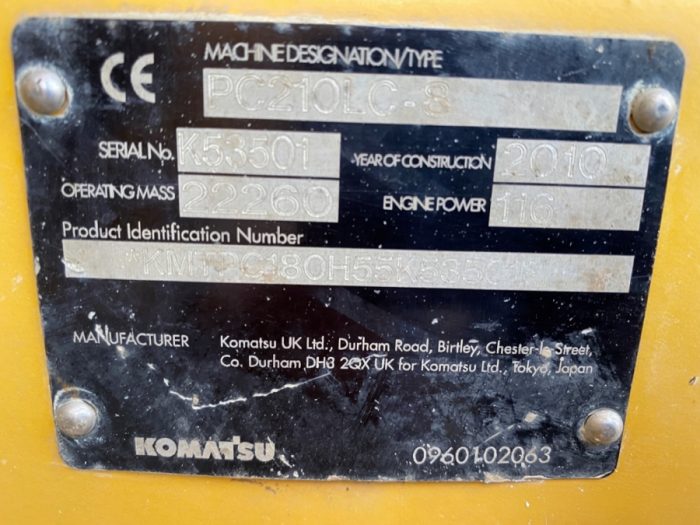 CE
MACHINE DESIGNATION/TYPE
PC210LC-8
SERIAL No. K53501 YEAR OF CONSTRUCTION 2010
OPERATING MASS 22260 ENGINE POWER 116
Product Identification Number
MANUFACTURER Komatsu UK Ltd., Durham Road, Birtley, Chester-le-Street,
Co. Durham DH3 2QX UK for Komatsu Ltd., Tokyo, Japan
KOMATSU 0960102063